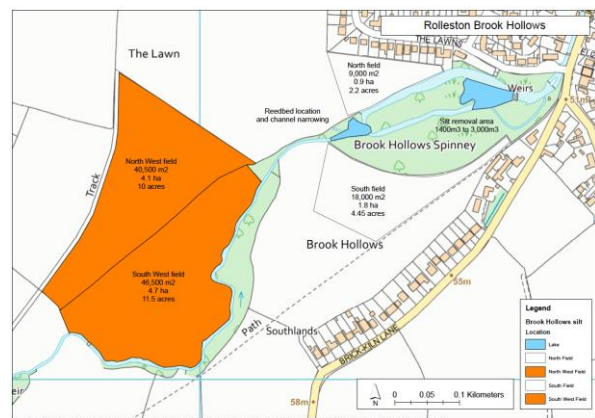 Rolleston Brook Hollows
THE LAWNS
The Lawn
North field
9,000 m2
0.9 ha
2.2 acres
Weirs
51m
Reedbed location
and channel narrowing
Silt removal area
1400m3 to 3,000m3
Brook Hollows Spinney
North West field
40,500 m2
4.1 ha
10 acres
Track
South field
18,000 m2
1.8 ha
4.45 acres
Brook Hollows
South West field
46,500 m2
4.7 ha
11.5 acres
55m
Path
Southlands
BRICK-KILN LANE
58m
N
0 0.05 0.1 Kilometers
Legend
Brook Hollows silt
Location
Lake
North Field
North West Field
South Field
South West Field